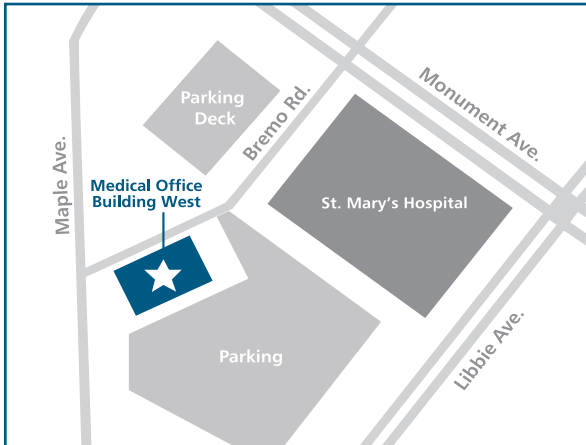 Parking
Deck
Bremo Rd.
Monument Ave.
Maple Ave.
Medical Office
Building West
St. Mary's Hospital
Parking
Libbie Ave.